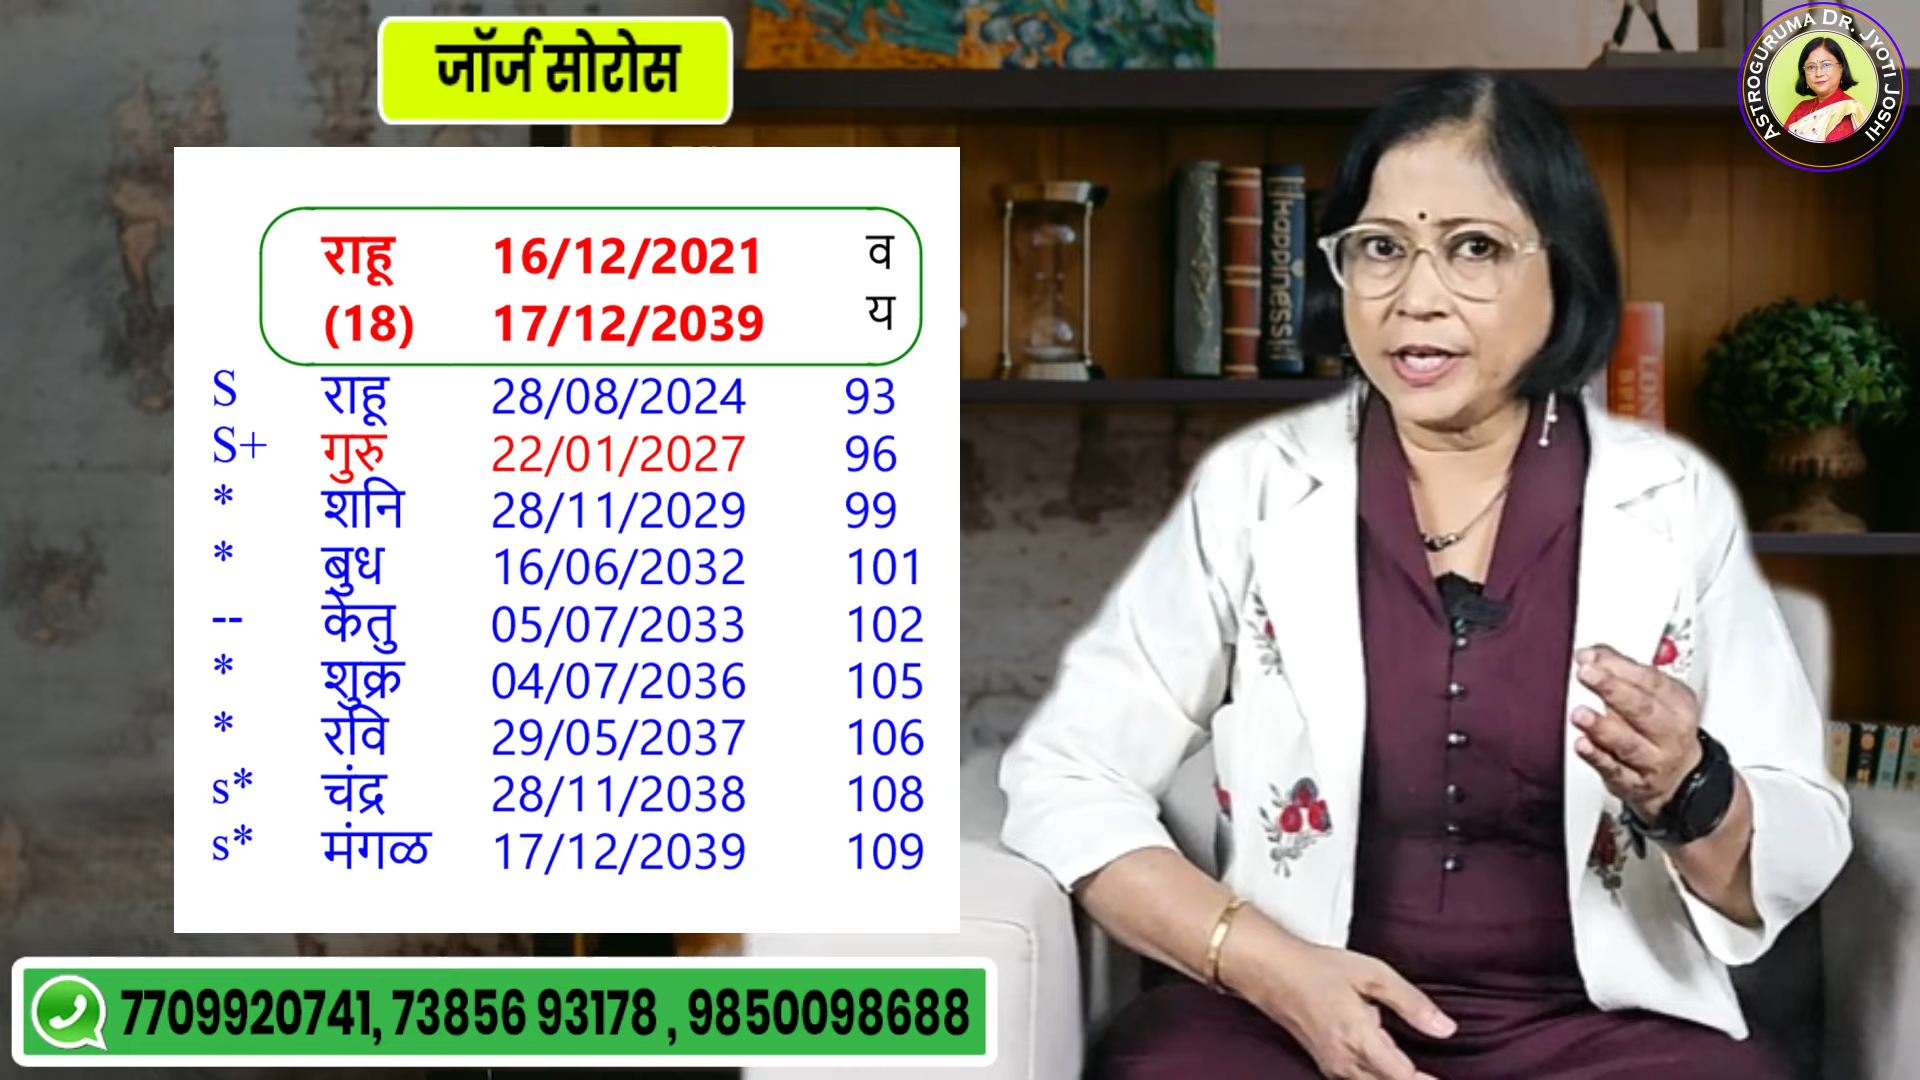 जॉर्ज सोरोस
ASTROGURUMA DR. JYOTI JOSHI
राहू 16/12/2021 व
(18) 17/12/2039 य
S राहू 28/08/2024 93
S+ गुरु 22/01/2027 96
* शनि 28/11/2029 99
* बुध 16/06/2032 101
-- केतु 05/07/2033 102
* शुक्र 04/07/2036 105
* रवि 29/05/2037 106
s* चंद्र 28/11/2038 108
s* मंगळ 17/12/2039 109
Happiness!!
7709920741, 73856 93178 , 9850098688